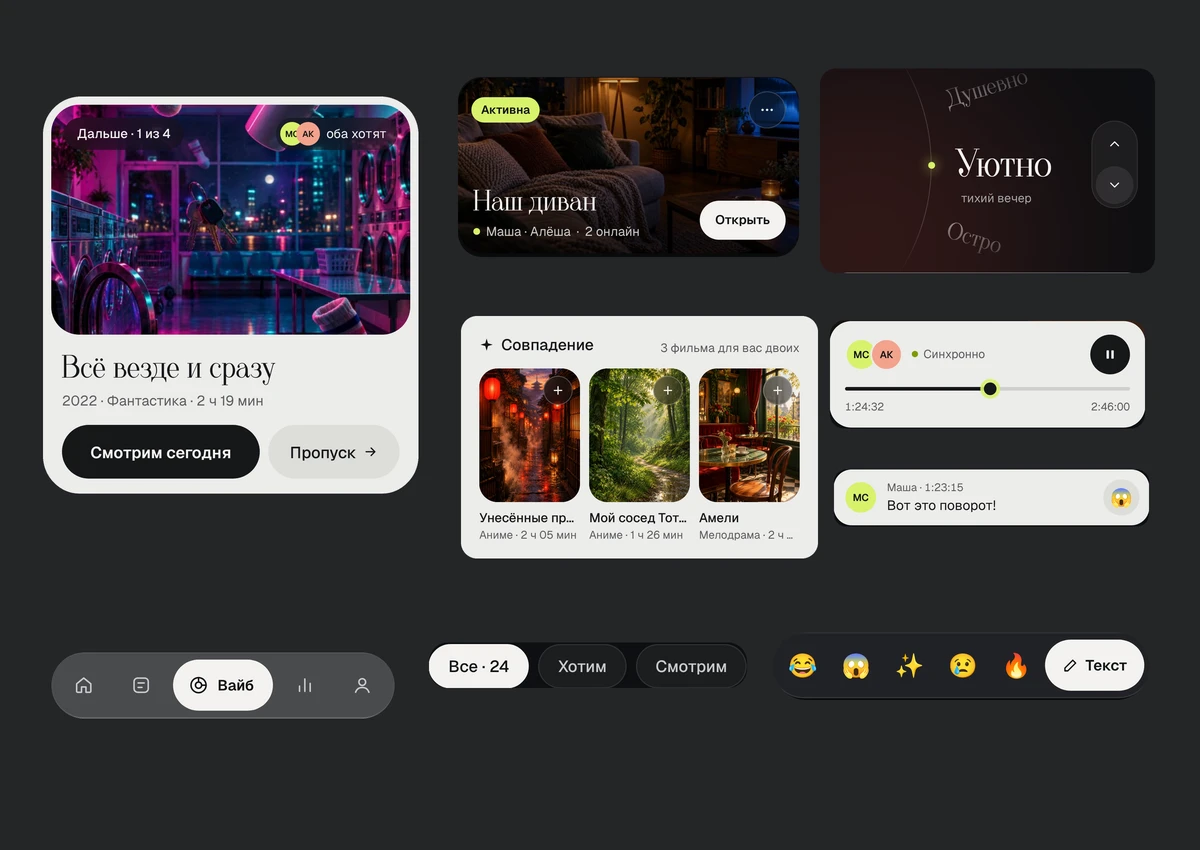 Дальше · 1 из 4
МС АК оба хотят
Всё везде и сразу
2022 · Фантастика · 2 ч 19 мин
Смотрим сегодня
Пропуск →
Активна
Наш диван
Маша · Алёша · 2 онлайн
Открыть
Душевно
Уютно
тихий вечер
Остро
Совпадение
3 фильма для вас двоих
Унесённые пр...
Аниме · 2 ч 05 мин
Мой сосед Тот...
Аниме · 1 ч 26 мин
Амели
Мелодрама · 2 ч ...
МС АК Синхронно
1:24:32
2:46:00
МС
Маша · 1:23:15
Вот это поворот!
Вайб
Все · 24
Хотим
Смотрим
Текст